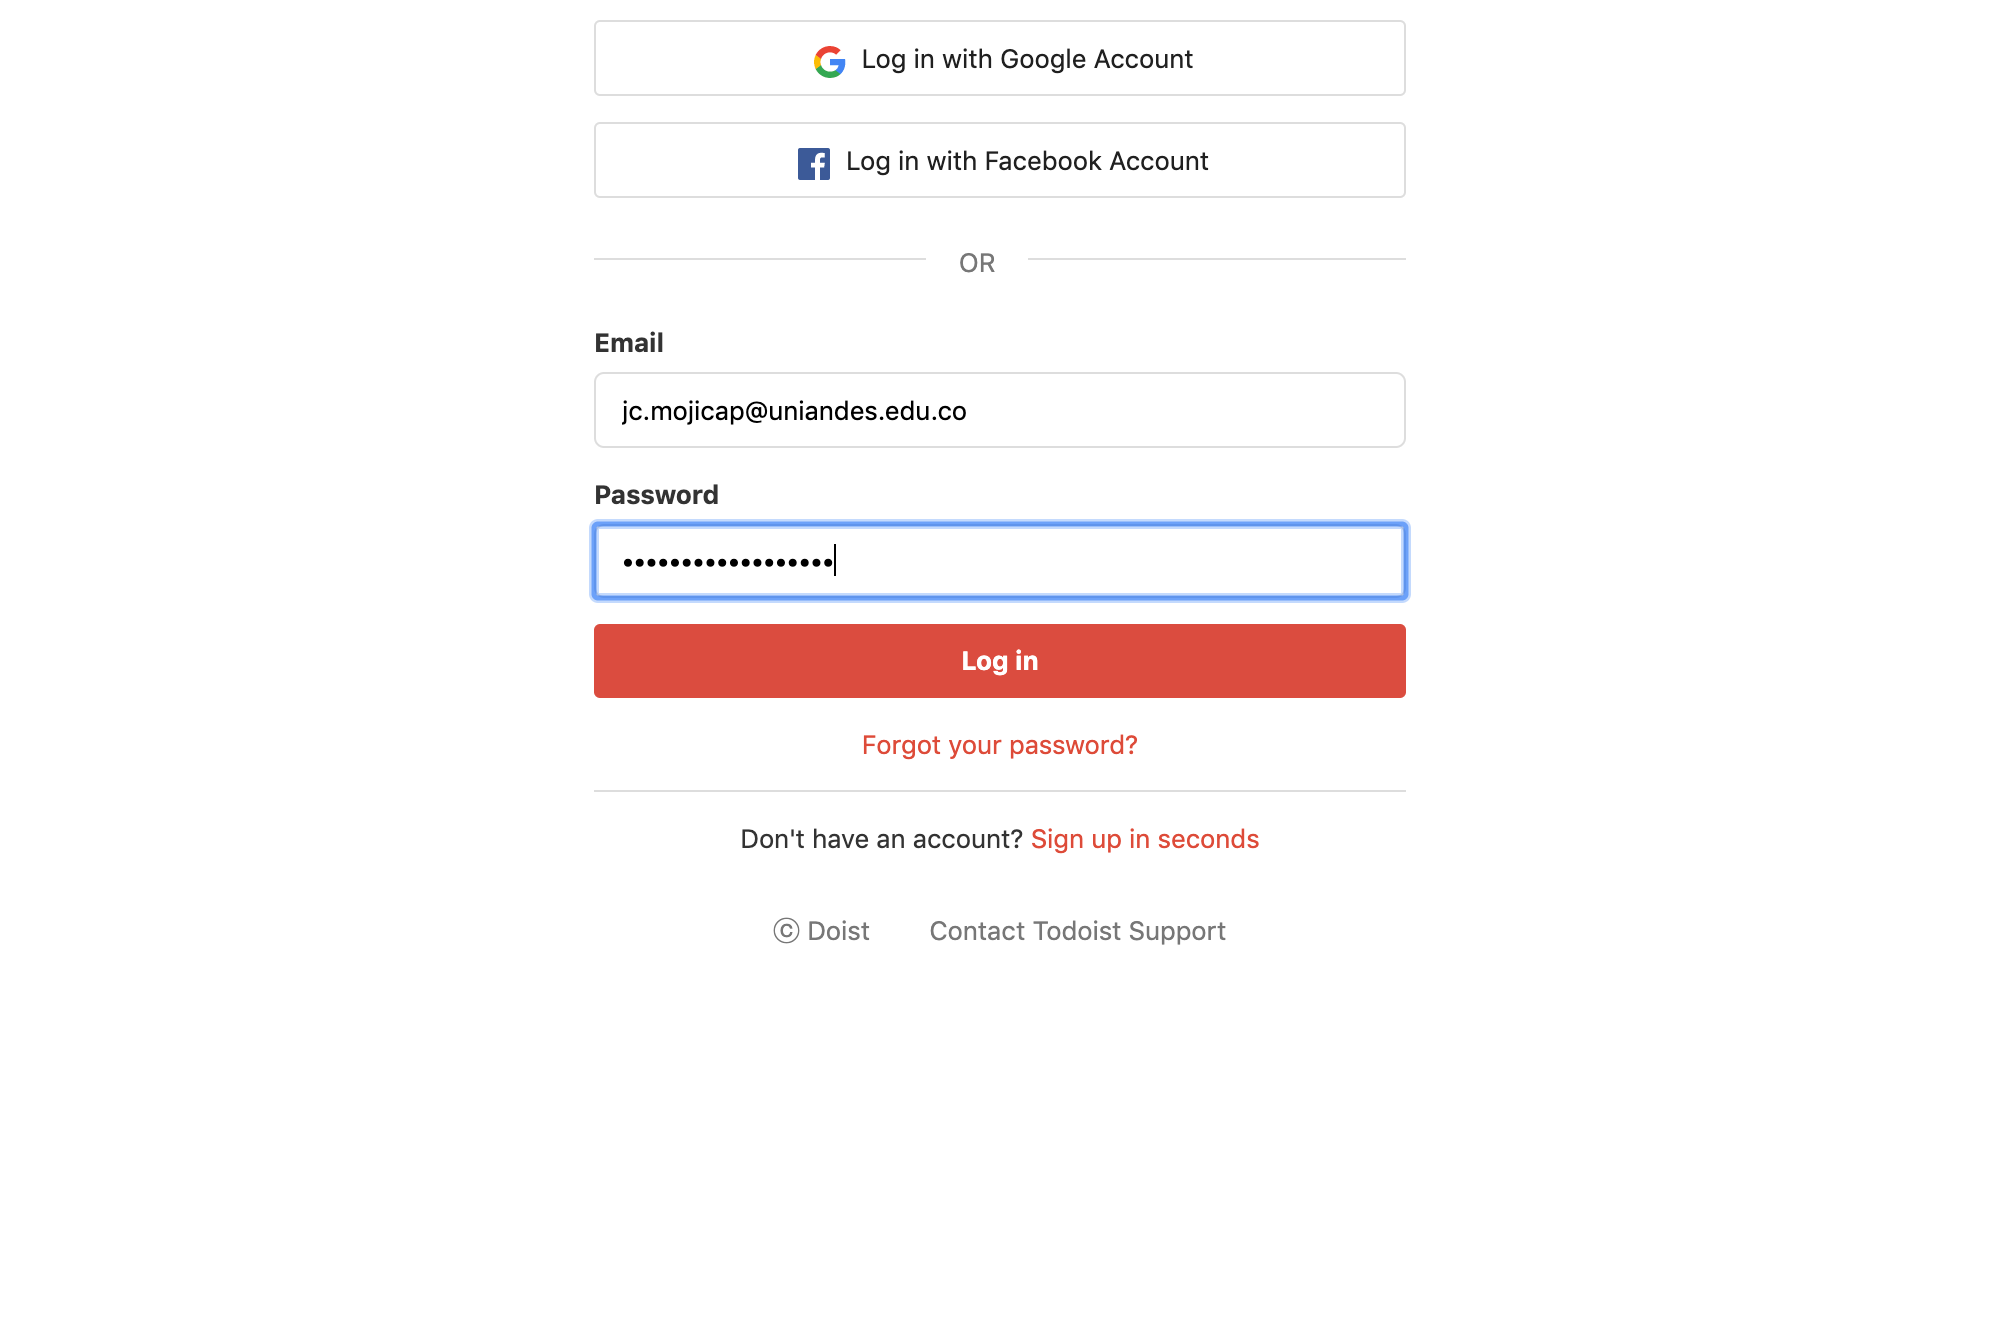 Log in with Google Account
Log in with Facebook Account
OR
Email
jc.mojicap@uniandes.edu.co
Password
••••••••••••••••••
Log in
Forgot your password?
Don't have an account? Sign up in seconds
© Doist Contact Todoist Support